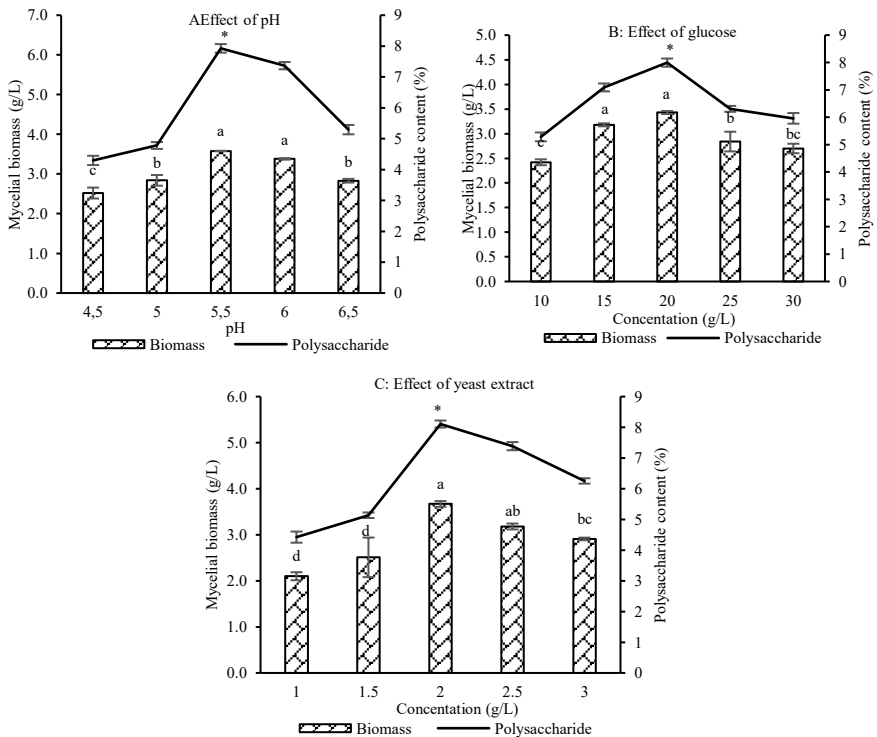 AEffect of pH
*
7.0
6.0
5.0
4.0
3.0
2.0
1.0
0.0
Mycelial biomass (g/L)
9
8
7
6
5
4
3
2
1
0
Polysaccharide content (%)
c
b
a
a
b
4,5 5 5,5 6 6,5
pH
Biomass Polysaccharide
B: Effect of glucose
*
5.0
4.5
4.0
3.5
3.0
2.5
2.0
1.5
1.0
0.5
0.0
Mycelial biomass (g/L)
9
8
7
6
5
4
3
2
1
0
Polysaccharide content (%)
c
a
a
b
bc
10 15 20 25 30
Concentation (g/L)
Biomass Polysaccharide
C: Effect of yeast extract
*
6.0
5.0
4.0
3.0
2.0
1.0
0.0
Mycelial biomass (g/L)
9
8
7
6
5
4
3
2
1
0
Polysaccharide content (%)
d
d
a
ab
bc
1 1.5 2 2.5 3
Concentation (g/L)
Biomass Polysaccharide